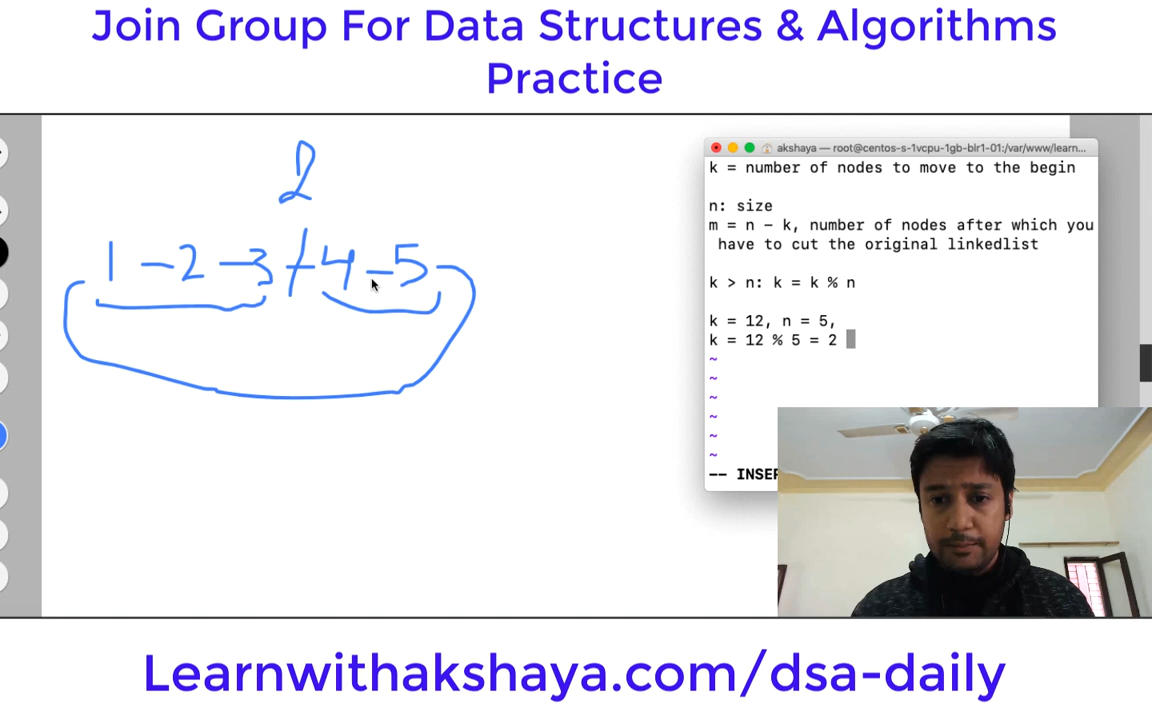 Join Group For Data Structures & Algorithms
Practice
2
1 - 2 - 3 + 4 - 5
akshaya — root@centos-s-1vcpu-1gb-blr1-01:/var/www/learn...
k = number of nodes to move to the begin
n: size
m = n - k, number of nodes after which you
have to cut the original linkedlist
k > n: k = k % n
k = 12, n = 5,
k = 12 % 5 = 2
~
~
~
~
~
~
-- INSER
Learnwithakshaya.com/dsa-daily